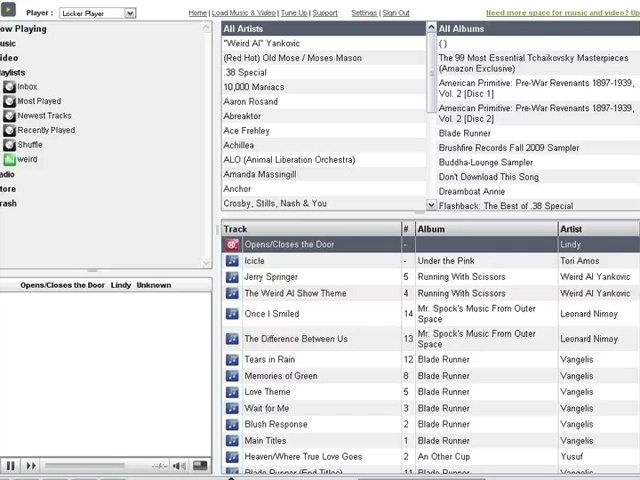 Player : Locker Player
Home | Load Music & Video | Tune Up | Support Settings | Sign Out Need more space for music and video? Up
ow Playing
usic
ideo
laylists
Inbox
Most Played
Newest Tracks
Recently Played
Shuffle
weird
adio
tore
rash
All Artists
"Weird Al" Yankovic
(Red Hot) Old Mose / Moses Mason
.38 Special
10,000 Maniacs
Aaron Rosand
Abreaktor
Ace Frehley
Achillea
ALO (Animal Liberation Orchestra)
Amanda Massingill
Anchor
Crosby, Stills, Nash & You
All Albums
( )
The 99 Most Essential Tchaikovsky Masterpieces
(Amazon Exclusive)
American Primitive: Pre-War Revenants 1897-1939,
Vol. 2 [Disc 1]
American Primitive: Pre-War Revenants 1897-1939,
Vol. 2 [Disc 2]
Blade Runner
Brushfire Records Fall 2009 Sampler
Buddha-Lounge Sampler
Don't Download This Song
Dreamboat Annie
Flashback: The Best of .38 Special
Track # Album Artist
Opens/Closes the Door - Lindy
Icicle - Under the Pink Tori Amos
Jerry Springer 5 Running With Scissors Weird Al Yankovic
The Weird Al Show Theme 4 Running With Scissors Weird Al Yankovic
Once I Smiled 14 Mr. Spock's Music From Outer
Space Leonard Nimoy
The Difference Between Us 13 Mr. Spock's Music From Outer
Space Leonard Nimoy
Tears in Rain 12 Blade Runner Vangelis
Memories of Green 8 Blade Runner Vangelis
Love Theme 5 Blade Runner Vangelis
Wait for Me 3 Blade Runner Vangelis
Blush Response 2 Blade Runner Vangelis
Main Titles 1 Blade Runner Vangelis
Heaven/Where True Love Goes 2 An Other Cup Yusuf
Blade Runner (End Titles) 11 Blade Runner Vangelis
Opens/Closes the Door Lindy Unknown
-:--/-:--